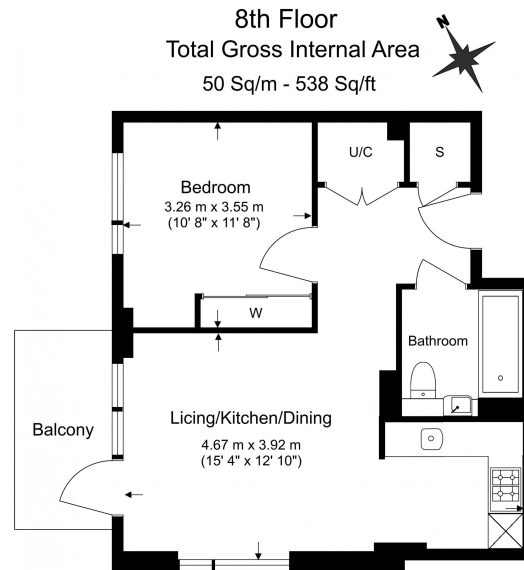 8th Floor
Total Gross Internal Area
50 Sq/m - 538 Sq/ft
N
U/C
S
Bedroom
3.26 m x 3.55 m
(10' 8" x 11' 8")
W
Bathroom
Balcony
Licing/Kitchen/Dining
4.67 m x 3.92 m
(15' 4" x 12' 10")